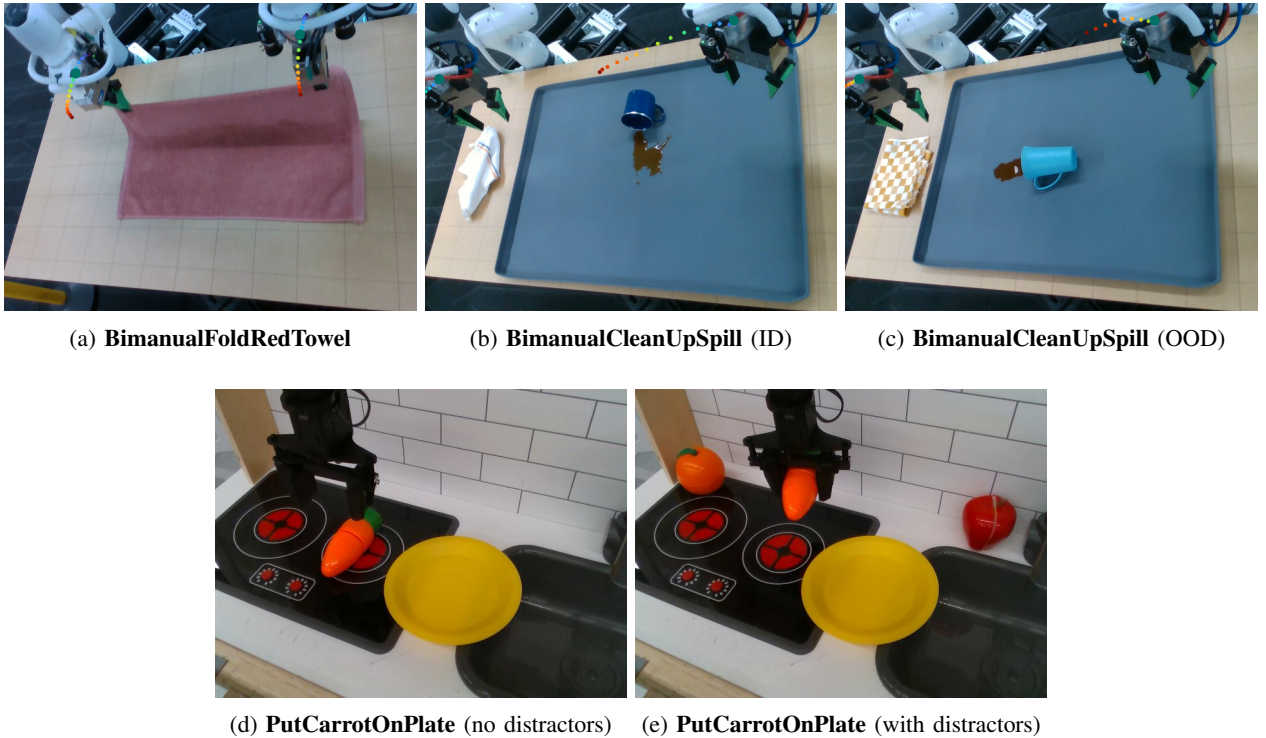 (a) BimanualFoldRedTowel
(b) BimanualCleanUpSpill (ID)
(c) BimanualCleanUpSpill (OOD)
(d) PutCarrotOnPlate (no distractors)
(e) PutCarrotOnPlate (with distractors)